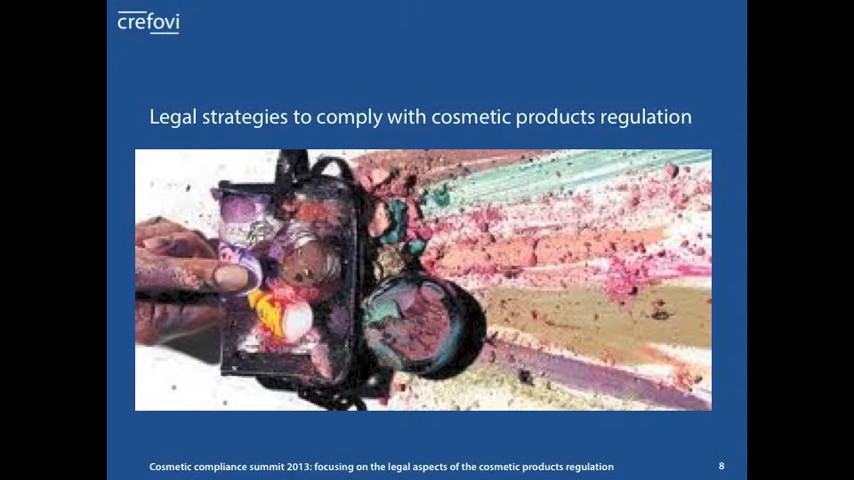 crefovi
Legal strategies to comply with cosmetic products regulation
Cosmetic compliance summit 2013: focusing on the legal aspects of the cosmetic products regulation
8